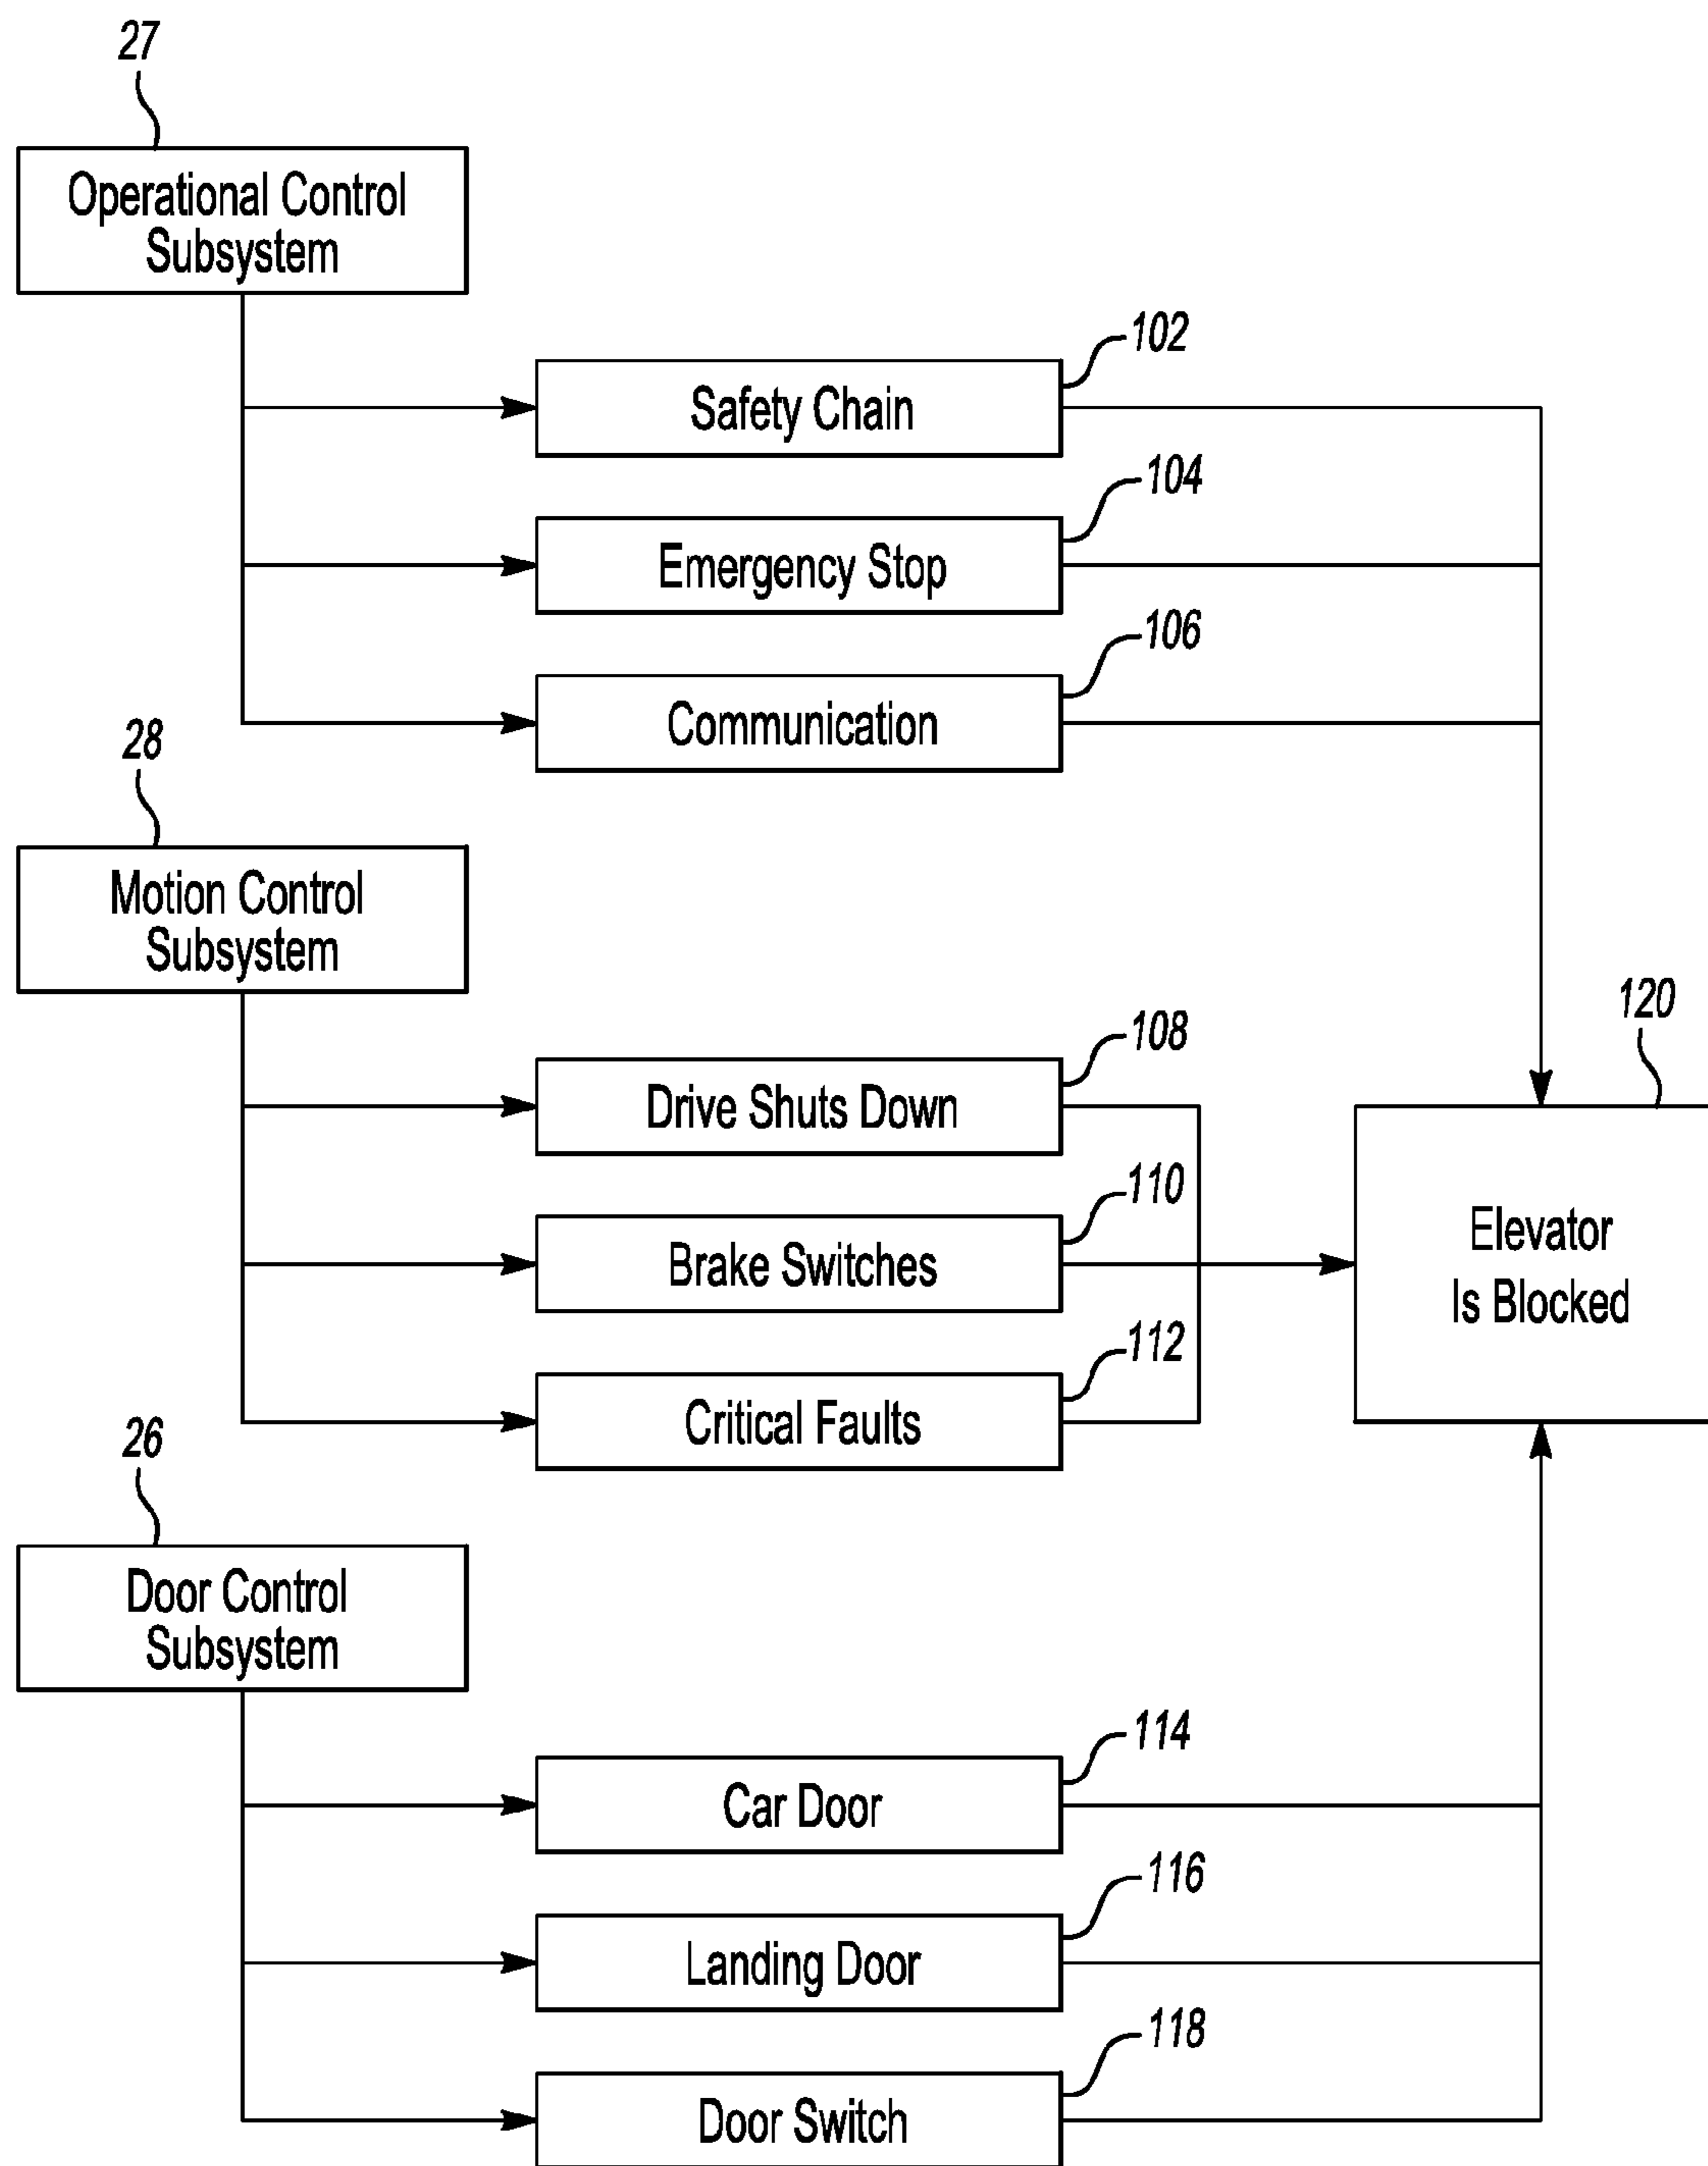 27
Operational Control
Subsystem
102
Safety Chain
104
Emergency Stop
106
Communication
28
Motion Control
Subsystem
108
Drive Shuts Down
110
Brake Switches
112
Critical Faults
120
Elevator
Is Blocked
26
Door Control
Subsystem
114
Car Door
116
Landing Door
118
Door Switch